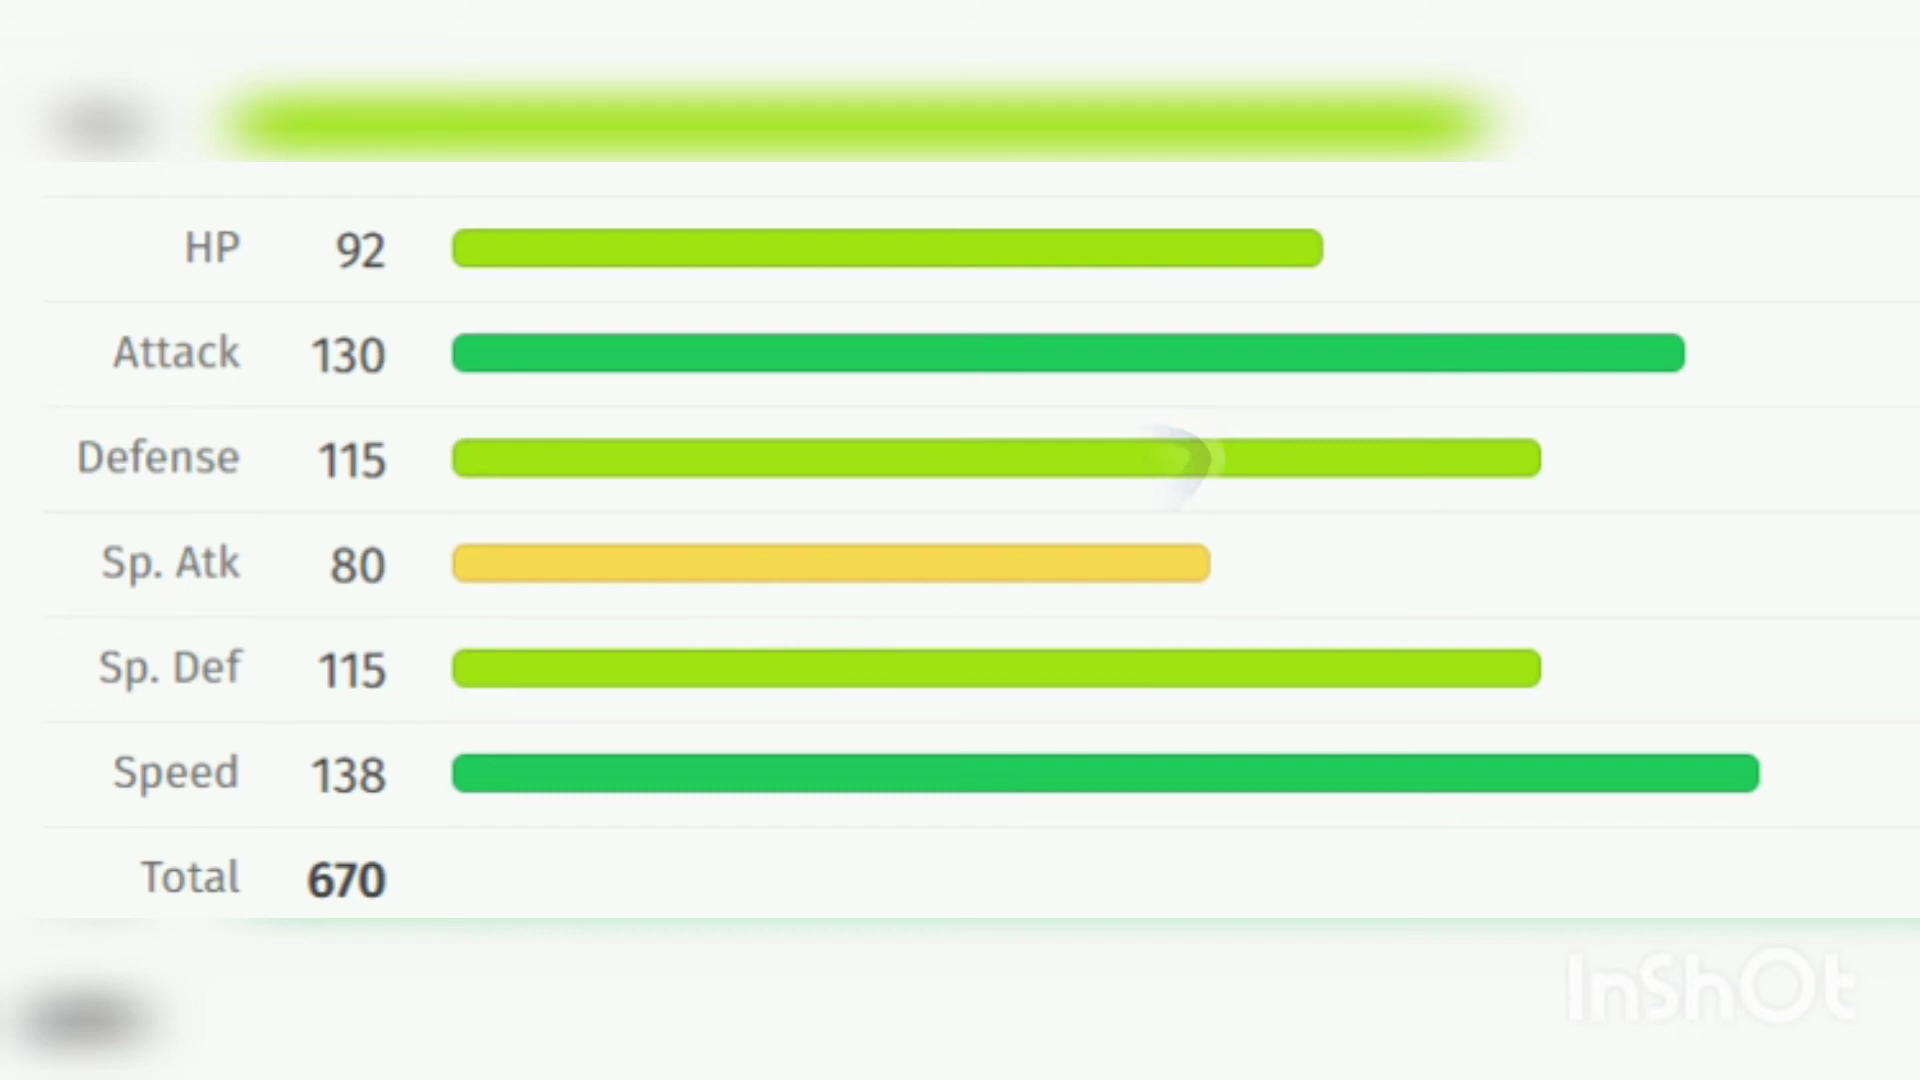 HP 92
Attack 130
Defense 115
Sp. Atk 80
Sp. Def 115
Speed 138
Total 670
InShOt